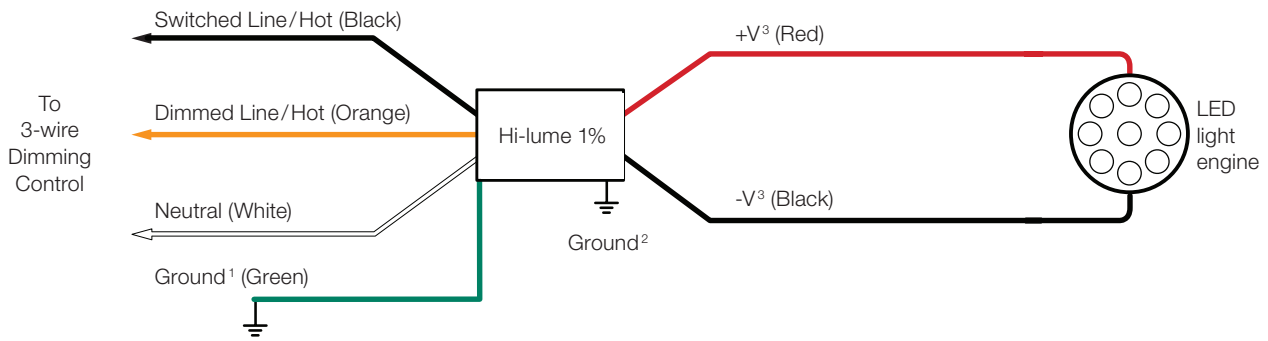 Switched Line/Hot (Black)
To
3-wire
Dimming
Control
Dimmed Line/Hot (Orange)
Neutral (White)
Ground¹ (Green)
Hi-lume 1%
Ground²
+V³ (Red)
-V³ (Black)
LED
light
engine